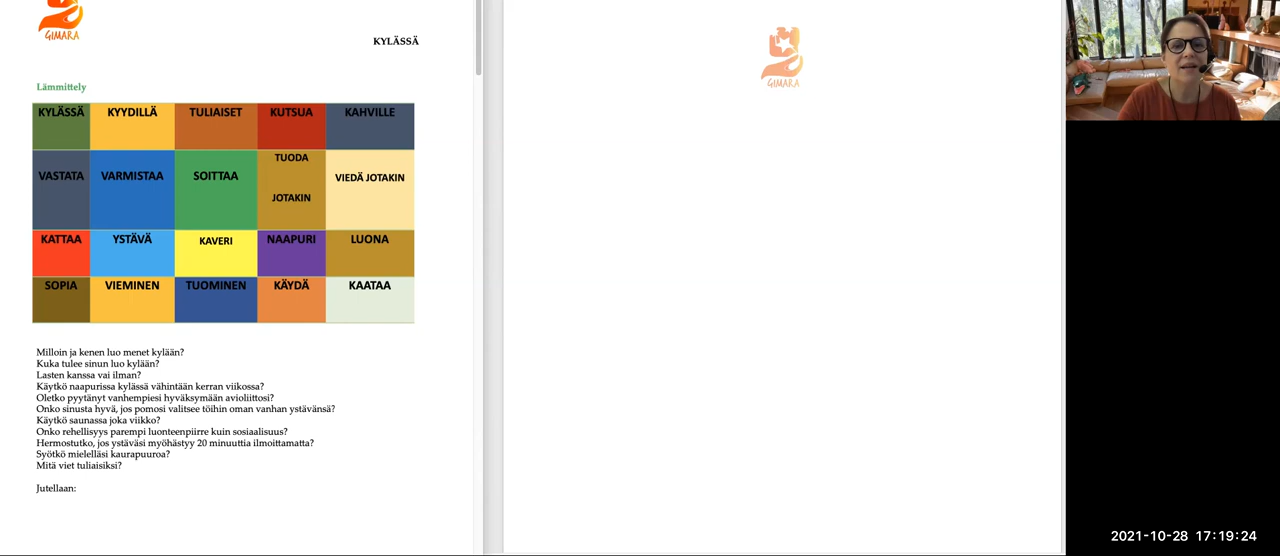 GIMARA
KYLÄSSÄ
Lämmittely
KYLÄSSÄ KYYDILLÄ TULIAISET KUTSUA KAHVILLE
VASTATA VARMISTAA SOITTAA TUODA JOTAKIN VIEDÄ JOTAKIN
KATTAA YSTÄVÄ KAVERI NAAPURI LUONA
SOPIA VIEMINEN TUOMINEN KÄYDÄ KAATAA
Milloin ja kenen luo menet kylään?
Kuka tulee sinun luo kylään?
Lasten kanssa vai ilman?
Käytkö naapurissa kylässä vähintään kerran viikossa?
Oletko pyytänyt vanhempiesi hyväksymään avioliittosi?
Onko sinusta hyvä, jos pomosi valitsee töihin oman vanhan ystävänsä?
Käytkö saunassa joka viikko?
Onko rehellisyys parempi luonteenpiirre kuin sosiaalisuus?
Hermostutko, jos ystäväsi myöhästyy 20 minuuttia ilmoittamatta?
Syötkö mielelläsi kaurapuuroa?
Mitä viet tuliaisiksi?
Jutellaan:
GIMARA
2021-10-28 17:19:24